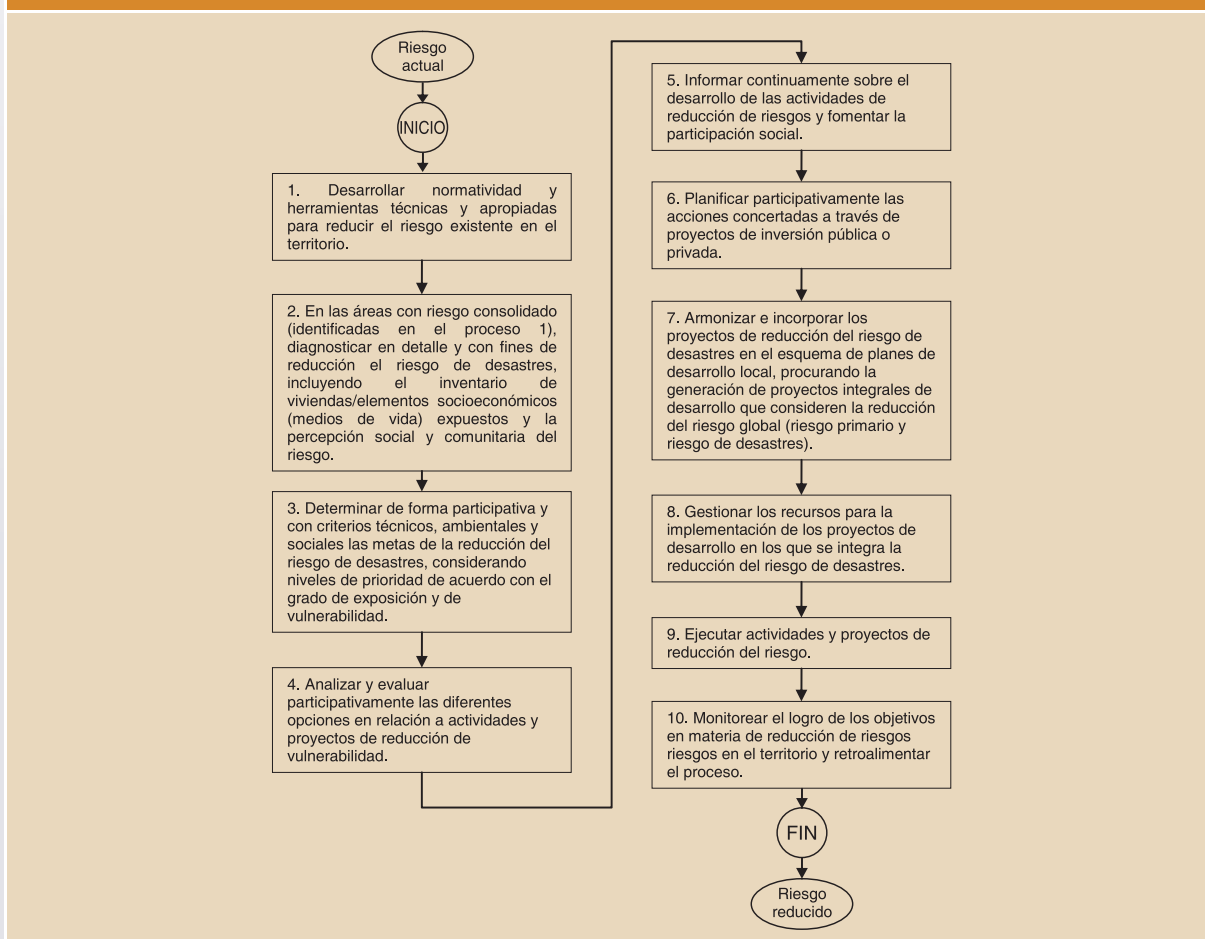 Riesgo
actual
INICIO
1. Desarrollar normatividad y
herramientas técnicas y apropiadas
para reducir el riesgo existente en el
territorio.
2. En las áreas con riesgo consolidado
(identificadas en el proceso 1),
diagnosticar en detalle y con fines de
reducción el riesgo de desastres,
incluyendo el inventario de
viviendas/elementos socioeconómicos
(medios de vida) expuestos y la
percepción social y comunitaria del
riesgo.
3. Determinar de forma participativa y
con criterios técnicos, ambientales y
sociales las metas de la reducción del
riesgo de desastres, considerando
niveles de prioridad de acuerdo con el
grado de exposición y de
vulnerabilidad.
4. Analizar y evaluar
participativamente las diferentes
opciones en relación a actividades y
proyectos de reducción de
vulnerabilidad.
5. Informar continuamente sobre el
desarrollo de las actividades de
reducción de riesgos y fomentar la
participación social.
6. Planificar participativamente las
acciones concertadas a través de
proyectos de inversión pública o
privada.
7. Armonizar e incorporar los
proyectos de reducción del riesgo de
desastres en el esquema de planes de
desarrollo local, procurando la
generación de proyectos integrales de
desarrollo que consideren la reducción
del riesgo global (riesgo primario y
riesgo de desastres).
8. Gestionar los recursos para la
implementación de los proyectos de
desarrollo en los que se integra la
reducción del riesgo de desastres.
9. Ejecutar actividades y proyectos de
reducción del riesgo.
10. Monitorear el logro de los objetivos
en materia de reducción de riesgos
riesgos en el territorio y retroalimentar
el proceso.
FIN
Riesgo
reducido